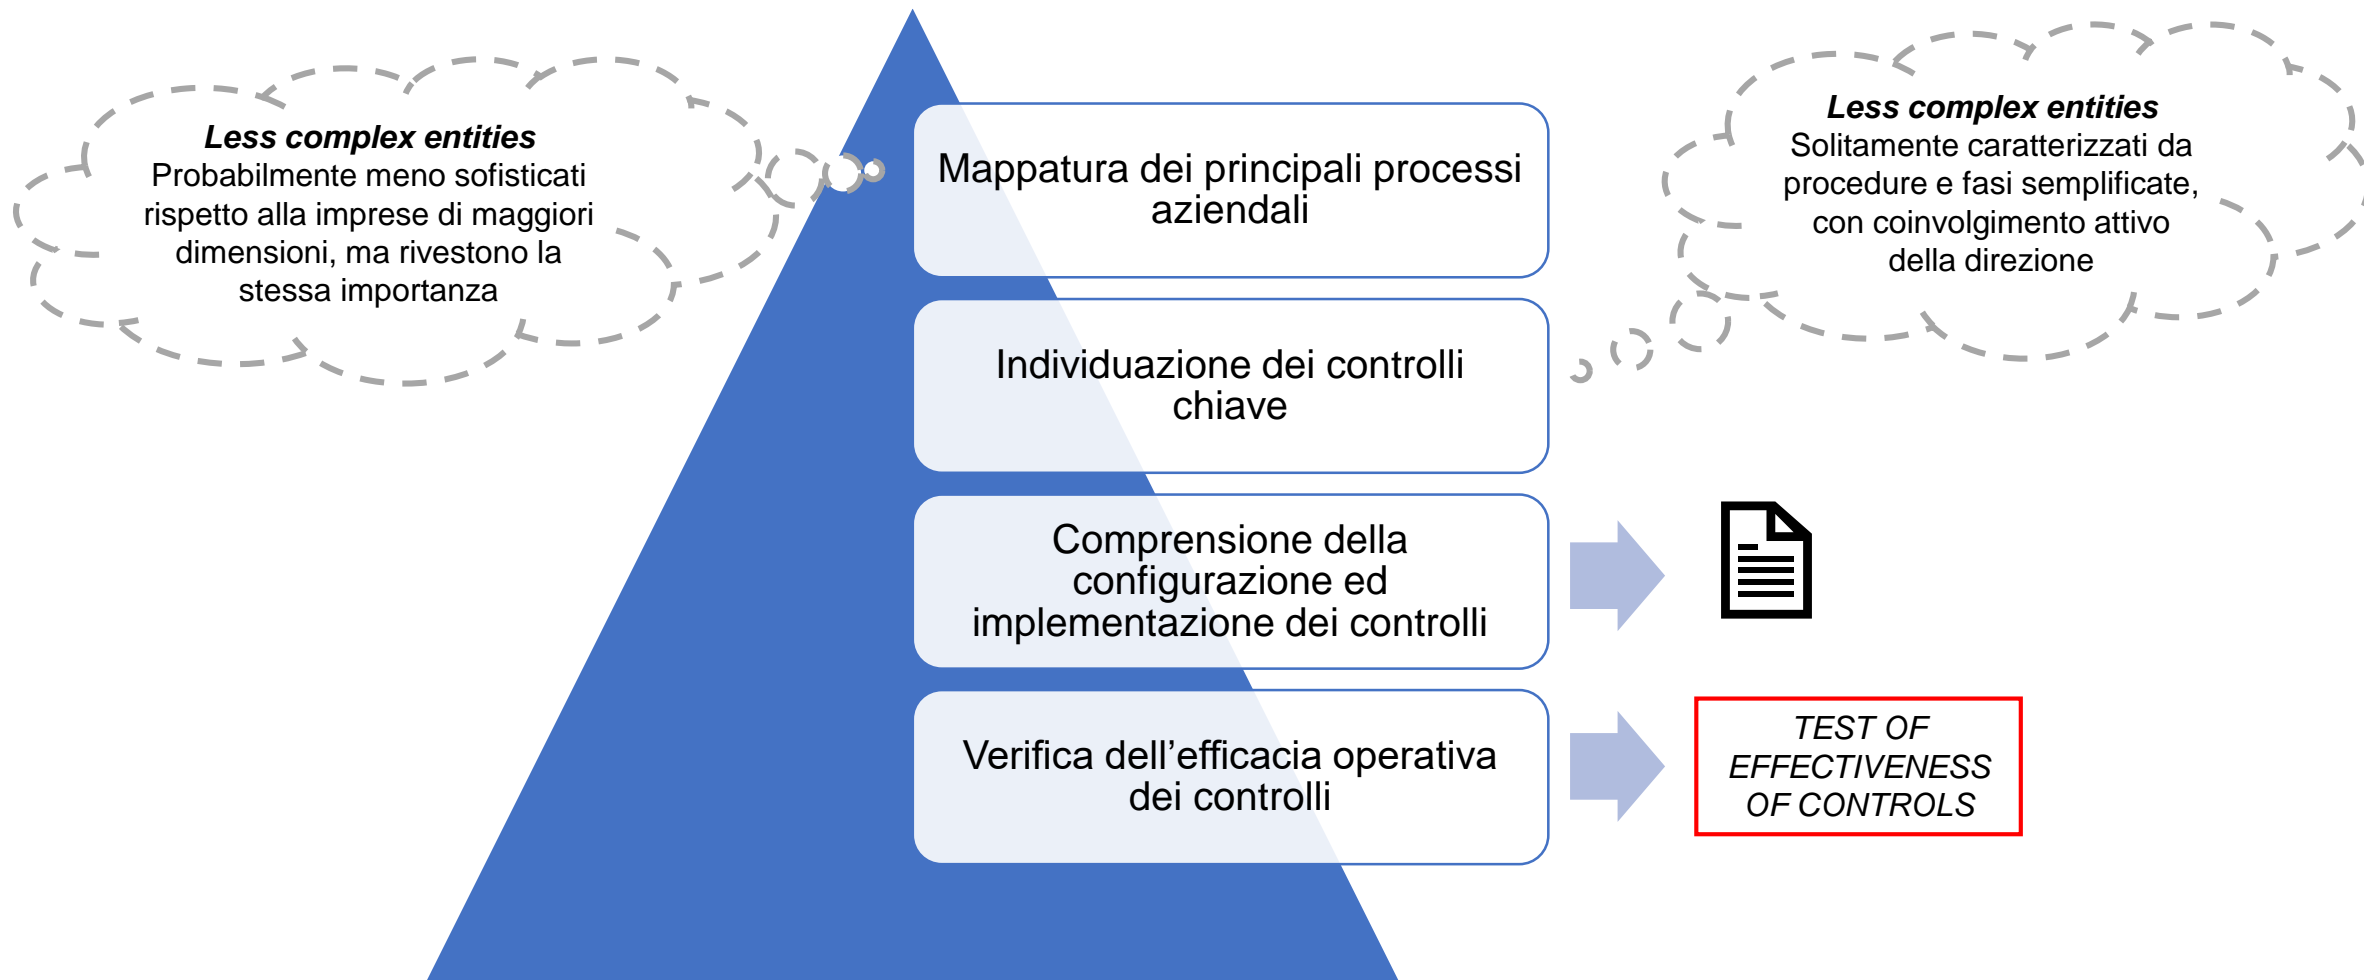 Less complex entities
Probabilmente meno sofisticati
rispetto alla imprese di maggiori
dimensioni, ma rivestono la
stessa importanza
Mappatura dei principali processi
aziendali
Less complex entities
Solitamente caratterizzati da
procedure e fasi semplificate,
con coinvolgimento attivo
della direzione
Individuazione dei controlli
chiave
Comprensione della
configurazione ed
implementazione dei controlli
Verifica dell’efficacia operativa
dei controlli
TEST OF
EFFECTIVENESS
OF CONTROLS